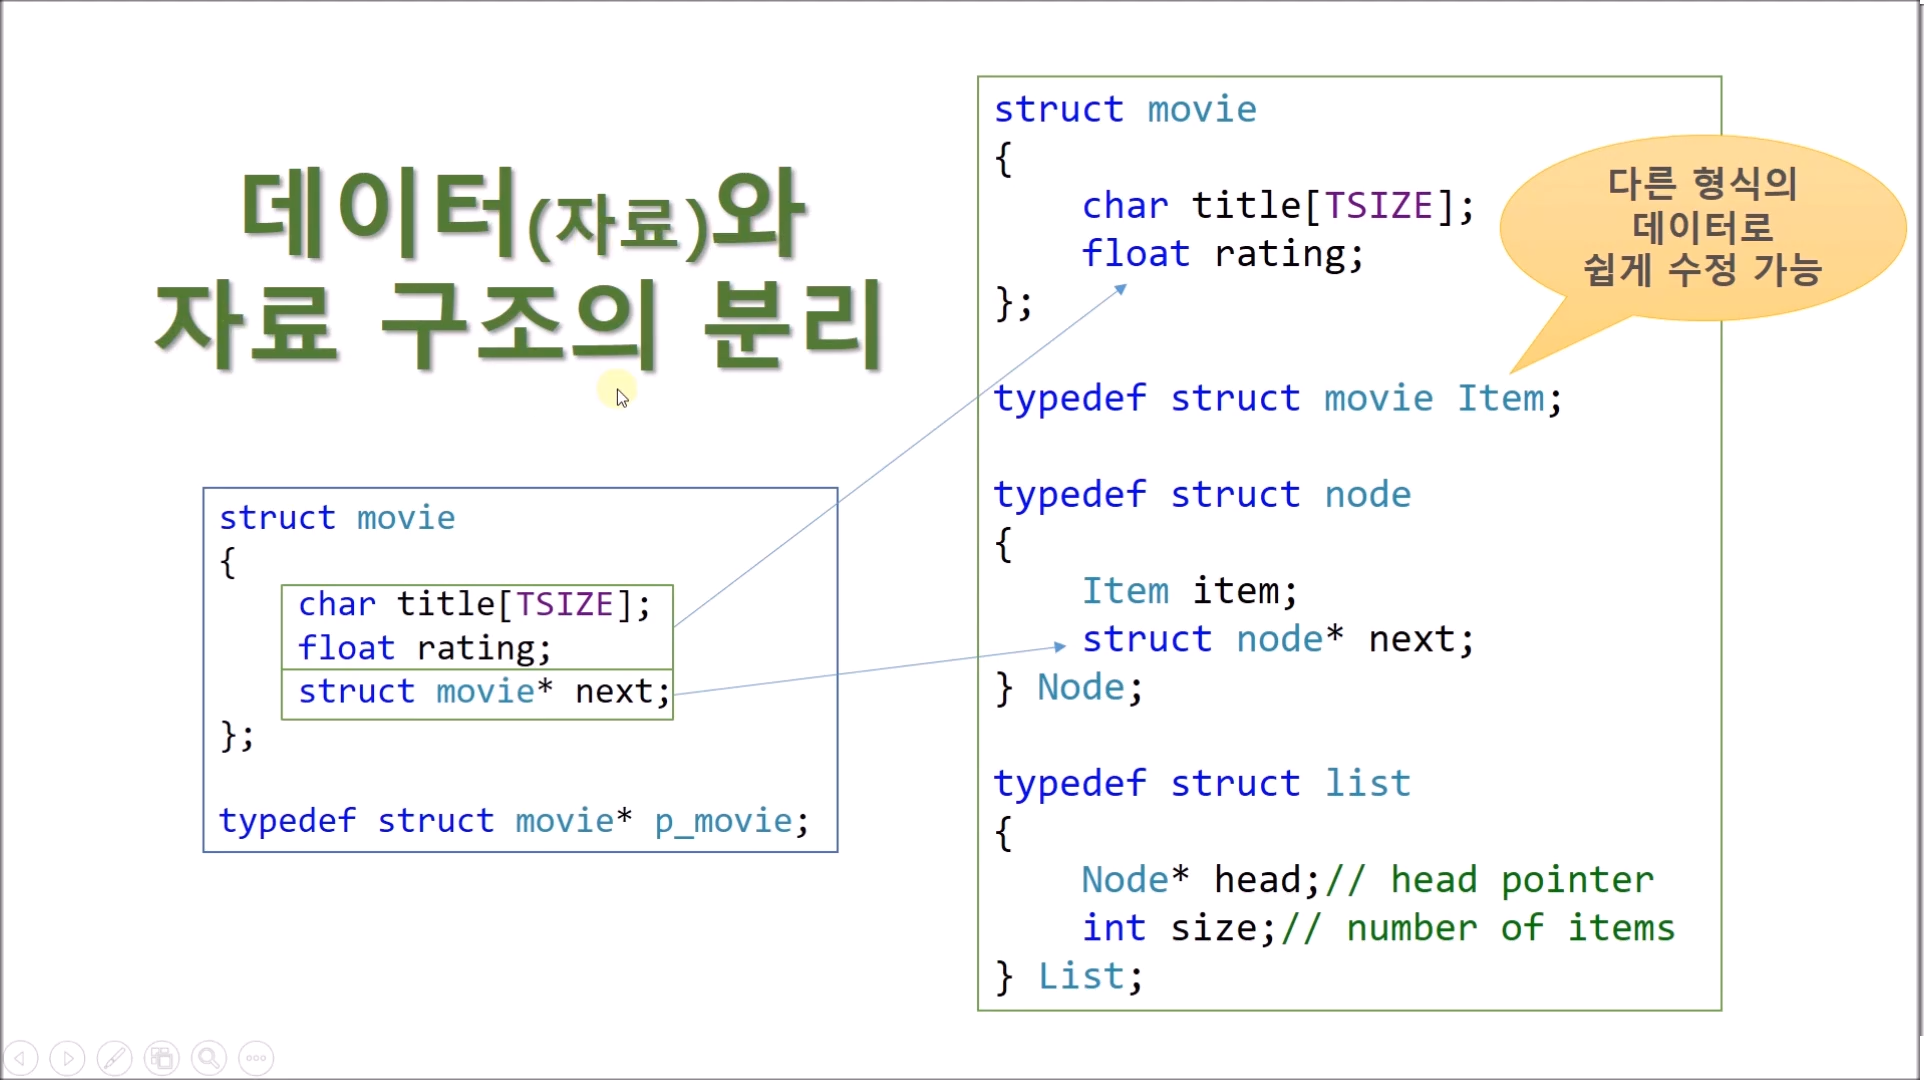 데이터(자료)와
자료 구조의 분리
struct movie
{
char title[TSIZE];
float rating;
struct movie* next;
};
typedef struct movie* p_movie;
struct movie
{
char title[TSIZE];
float rating;
};
typedef struct movie Item;
typedef struct node
{
Item item;
struct node* next;
} Node;
typedef struct list
{
Node* head;// head pointer
int size;// number of items
} List;
다른 형식의
데이터로
쉽게 수정 가능